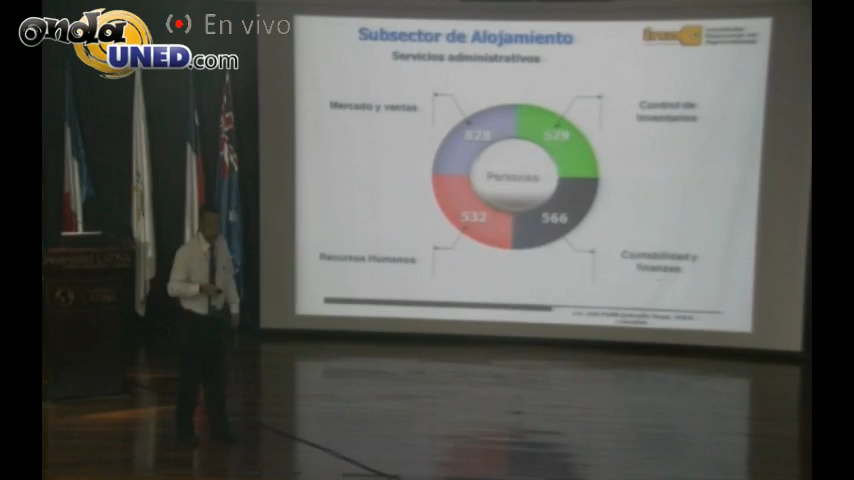 onda
UNED.com
En vivo
Subsector de Alojamiento
Servicios administrativos
Mercado y ventas
Control de
inventarios
828
529
Personas
532
566
Recursos Humanos
Contabilidad y
finanzas